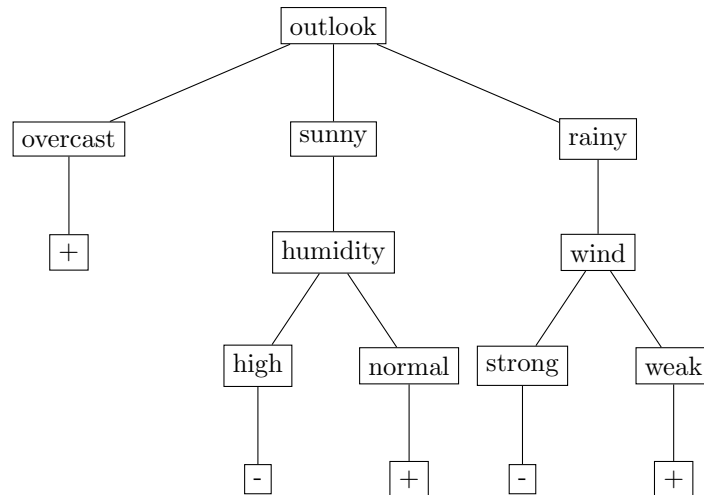 outlook
overcast
sunny
rainy
+
humidity
wind
high
normal
strong
weak
-
+
-
+